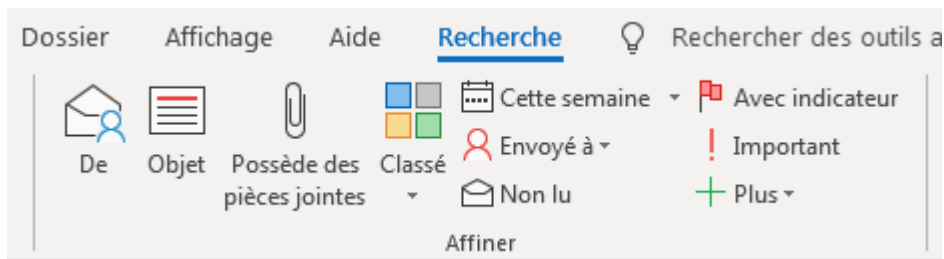 Dossier Affichage Aide Recherche Rechercher des outils a
De
Objet
Possède des
pièces jointes
Classé
Cette semaine
Envoyé à
Non lu
Avec indicateur
Important
Plus
Affiner